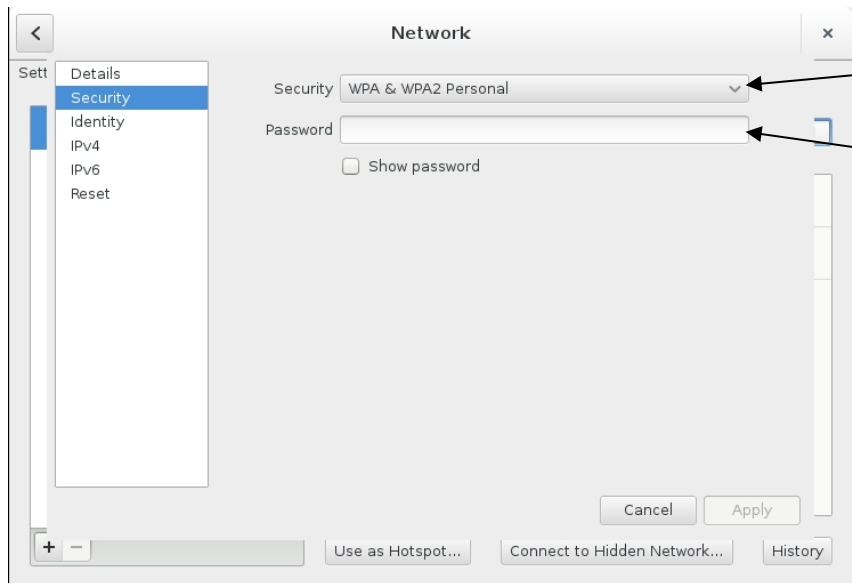 Network
Sett
Details
Security
Identity
IPv4
IPv6
Reset
Security WPA & WPA2 Personal
Password
Show password
Cancel Apply
Use as Hotspot... Connect to Hidden Network... History